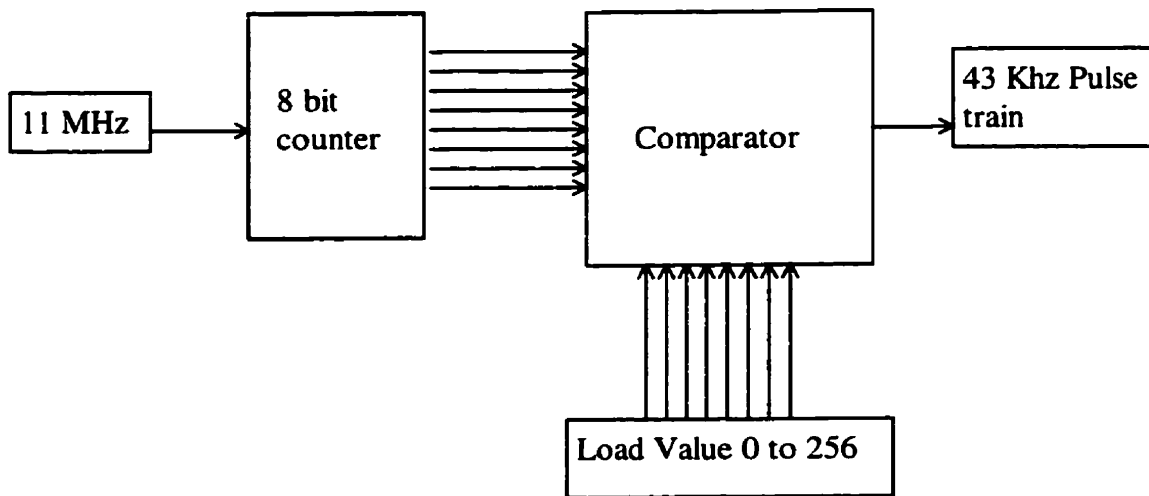 11 MHz
8 bit
counter
Comparator
43 Khz Pulse
train
Load Value 0 to 256